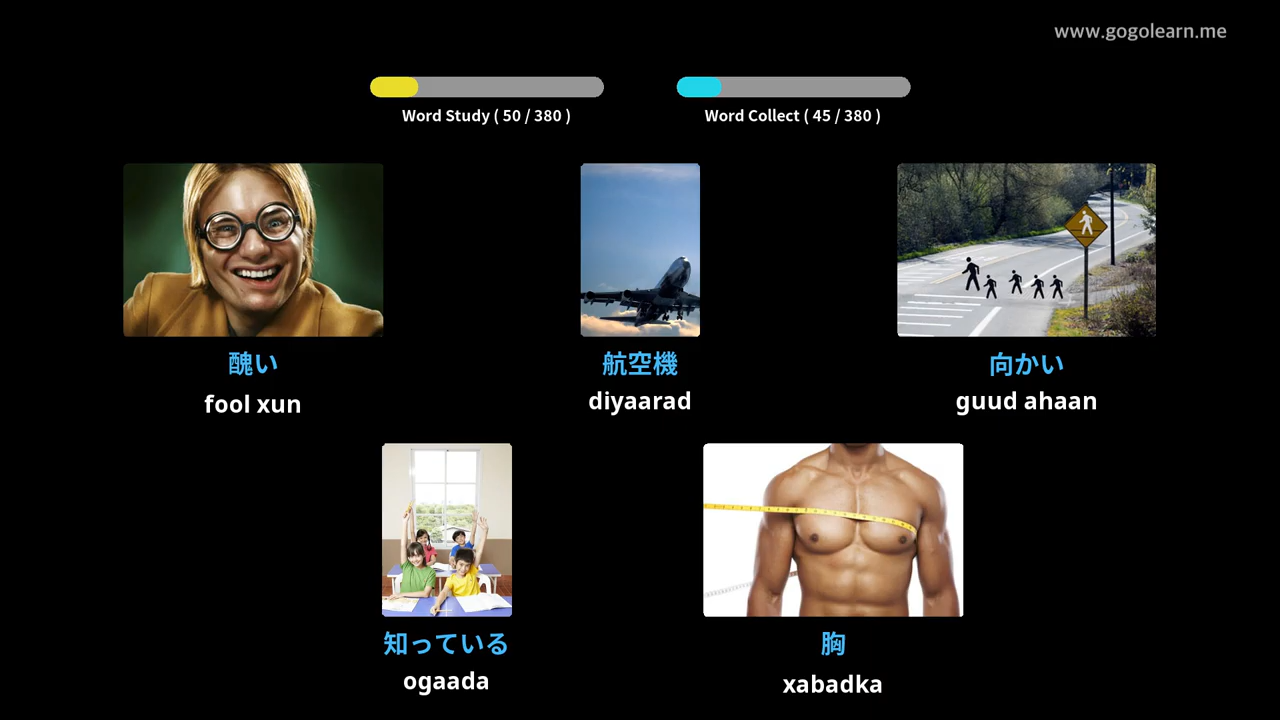 www.gogolearn.me
Word Study ( 50 / 380 )
Word Collect ( 45 / 380 )
醜い
fool xun
航空機
diyaarad
向かい
guud ahaan
知っている
ogaada
胸
xabadka